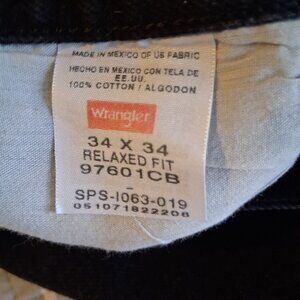 MADE IN MEXICO OF US FABRIC
HECHO EN MEXICO CON TELA DE
EE.UU.
100% COTTON / ALGODON
Wrangler
34 X 34
RELAXED FIT
97601CB
-
SPS-I063-019
051071822206